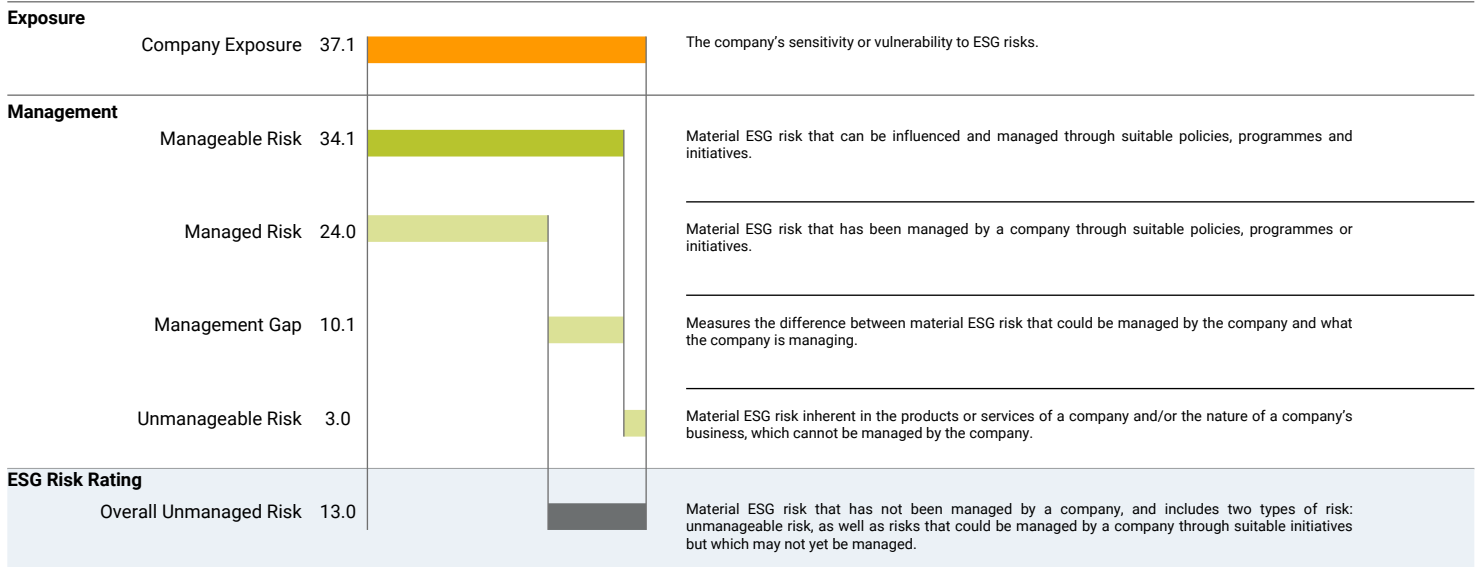 Exposure
Company Exposure 37.1
The company’s sensitivity or vulnerability to ESG risks.
Management
Manageable Risk 34.1
Material ESG risk that can be influenced and managed through suitable policies, programmes and
initiatives.
Managed Risk 24.0
Material ESG risk that has been managed by a company through suitable policies, programmes or
initiatives.
Management Gap 10.1
Measures the difference between material ESG risk that could be managed by the company and what
the company is managing.
Unmanageable Risk 3.0
Material ESG risk inherent in the products or services of a company and/or the nature of a company’s
business, which cannot be managed by the company.
ESG Risk Rating
Overall Unmanaged Risk 13.0
Material ESG risk that has not been managed by a company, and includes two types of risk:
unmanageable risk, as well as risks that could be managed by a company through suitable initiatives
but which may not yet be managed.